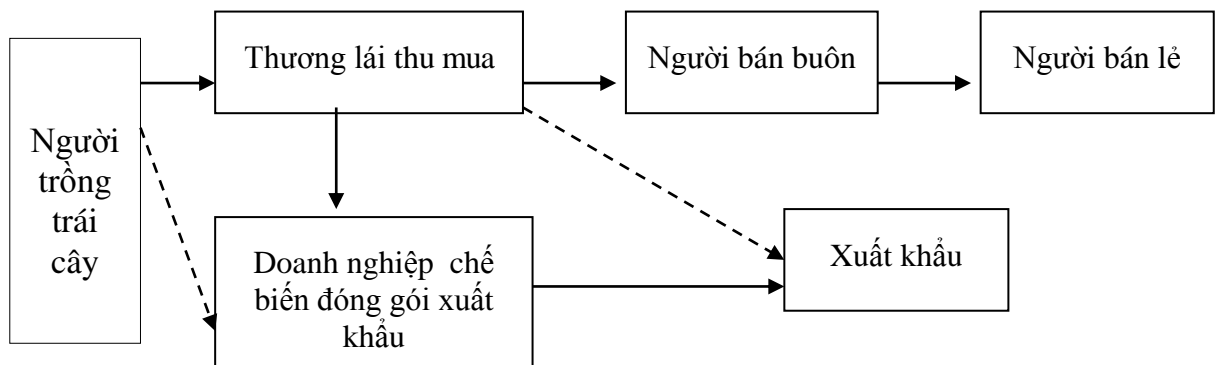 Thương lái thu mua
Người bán buôn
Người bán lẻ
Người
trồng
trái
cây
Doanh nghiệp chế
biến đóng gói xuất
khẩu
Xuất khẩu